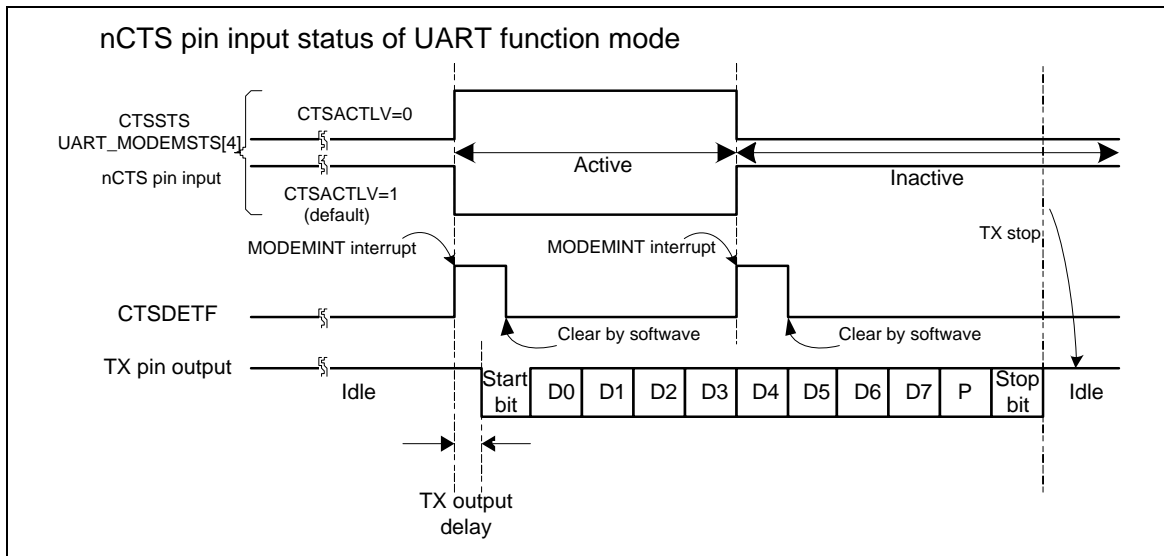 nCTS pin input status of UART function mode
CTSSTS
UART_MODEMSTS[4]
nCTS pin input
CTSACTLV=0
CTSACTLV=1
(default)
Active
Inactive
MODEMINT interrupt
MODEMINT interrupt
TX stop
CTSDETF
Clear by softwave
Clear by softwave
TX pin output
Idle
Start
bit
D0
D1
D2
D3
D4
D5
D6
D7
P
Stop
bit
Idle
TX output
delay